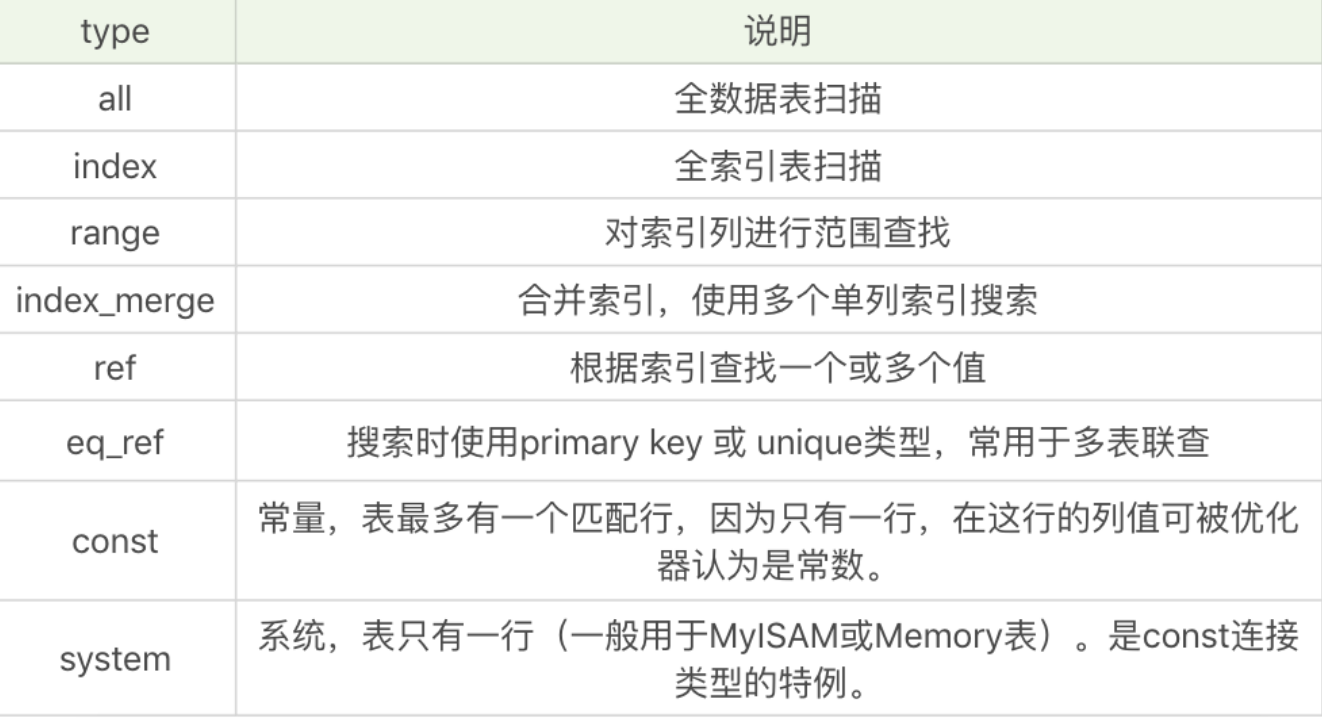 type 说明
all 全数据表扫描
index 全索引表扫描
range 对索引列进行范围查找
index_merge 合并索引，使用多个单列索引搜索
ref 根据索引查找一个或多个值
eq_ref 搜索时使用primary key 或 unique类型，常用于多表联查
const 常量，表最多有一个匹配行，因为只有一行，在这行的列值可被优化
器认为是常数。
system 系统，表只有一行（一般用于MyISAM或Memory表）。是const连接
类型的特例。